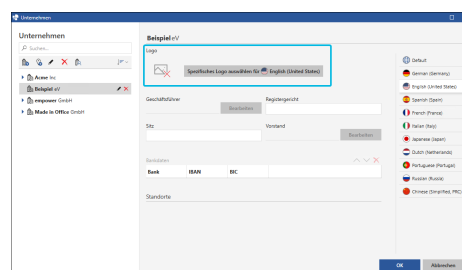 Unternehmen
Unternehmen
Suchen...
Acme Inc
Beispiel eV
empower GmbH
Made in Office GmbH
Beispiel eV
Logo
Spezifisches Logo auswählen für English (United States)
Geschäftsführer
Bearbeiten
Registergericht
Sitz
Vorstand
Bearbeiten
Bankdaten
Bank IBAN BIC
Standorte
Default
German (Germany)
English (United States)
Spanish (Spain)
French (France)
Italian (Italy)
Japanese (Japan)
Dutch (Netherlands)
Portuguese (Portugal)
Russian (Russia)
Chinese (Simplified, PRC)
OK Abbrechen